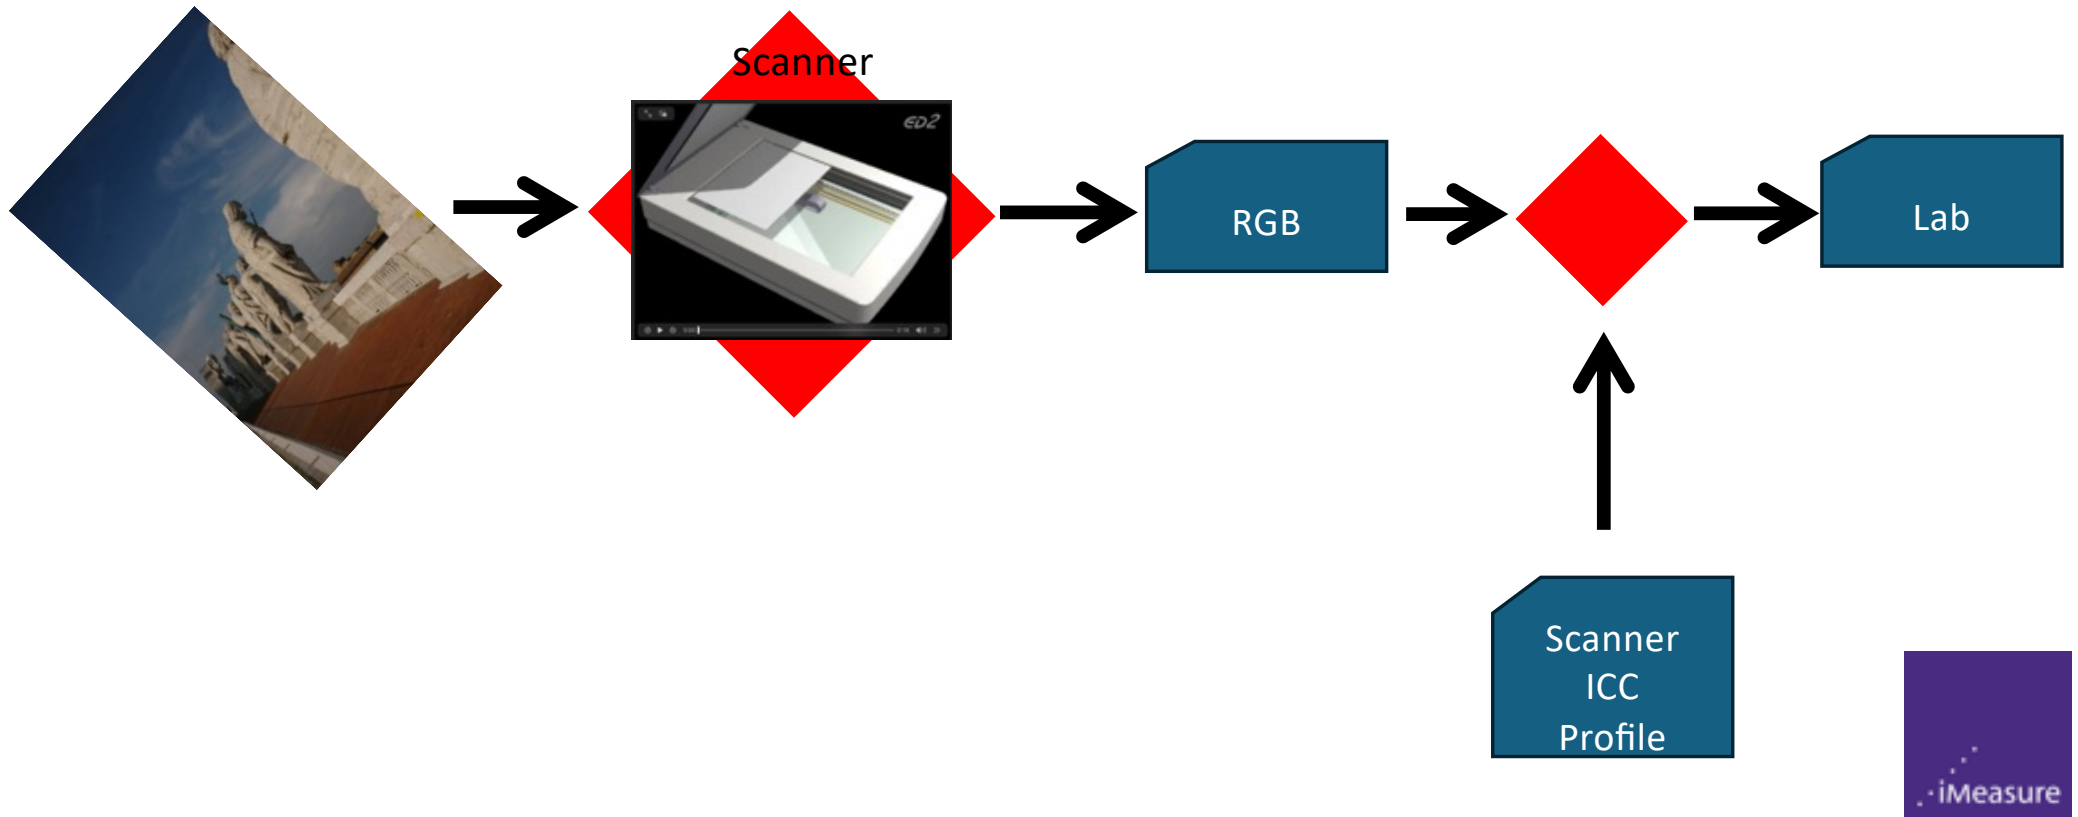 Scanner
ED2
RGB
Lab
Scanner
ICC
Profile
iMeasure